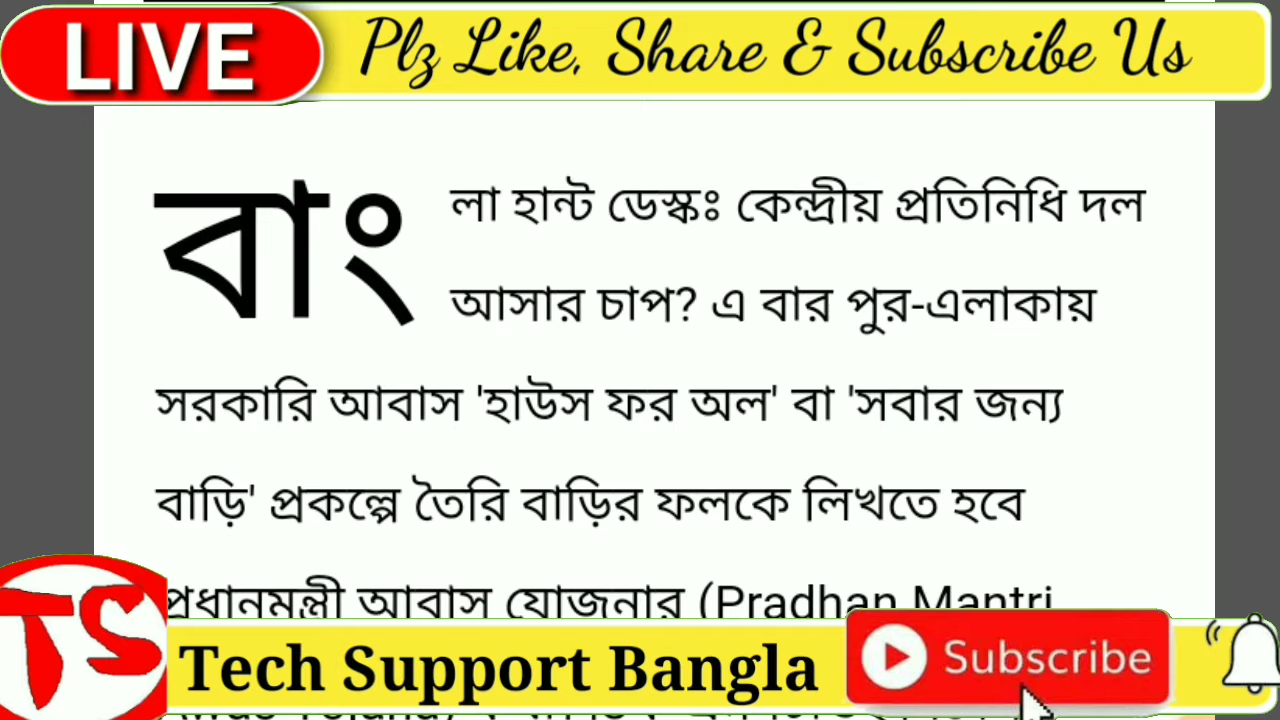 LIVE
Plz Like, Share & Subscribe Us
বাংলা হান্ট ডেস্কঃ কেন্দ্রীয় প্রতিনিধি দল
আসার চাপ? এ বার পুর-এলাকায়
সরকারি আবাস 'হাউস ফর অল' বা 'সবার জন্য
বাড়ি' প্রকল্পে তৈরি বাড়ির ফলকে লিখতে হবে
প্রধানমন্ত্রী আবাস যোজনার (Pradhan Mantri
TS
Tech Support Bangla
Subscribe